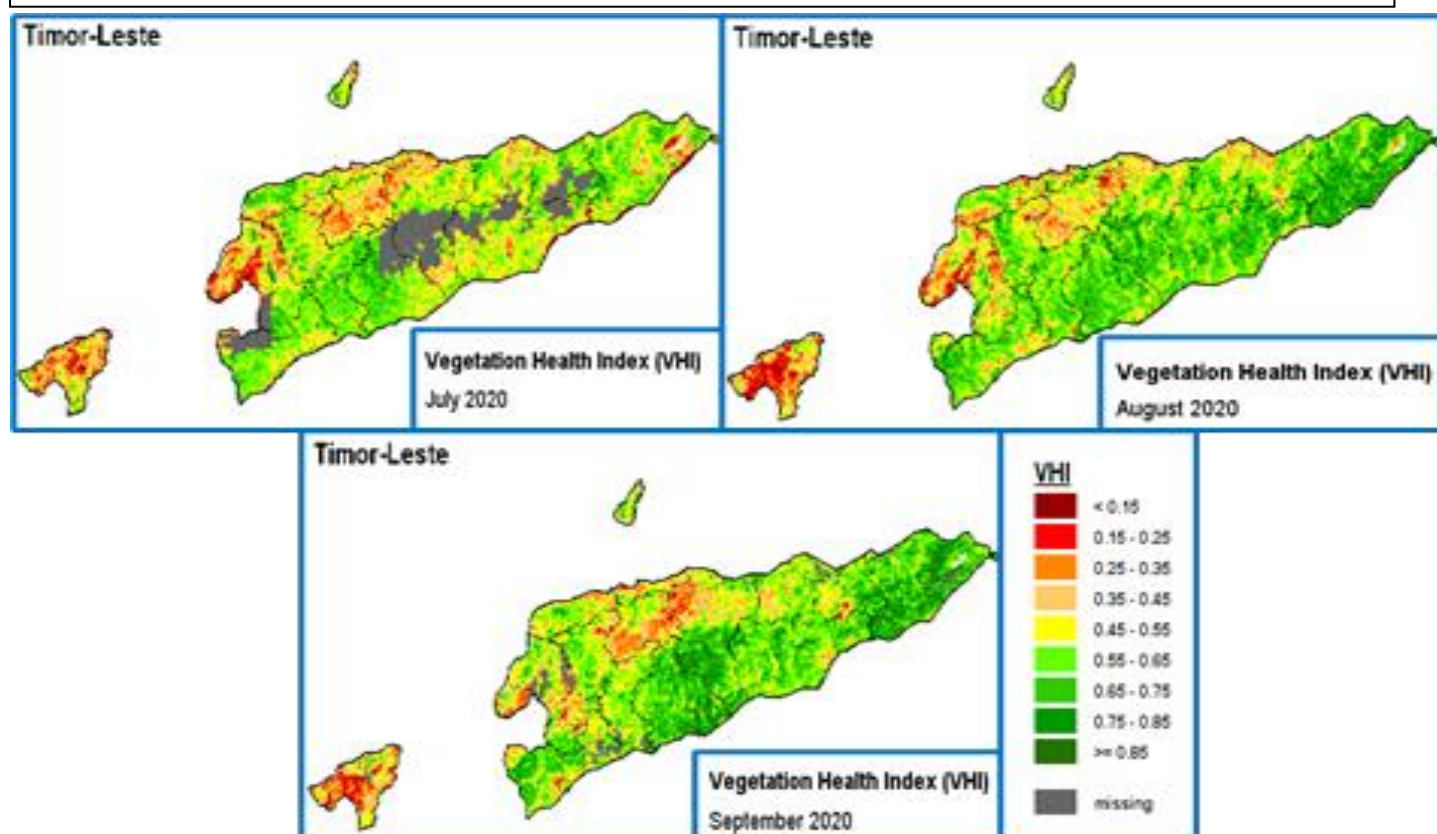 Timor-Leste
Vegetation Health Index (VHI)
July 2020
Timor-Leste
Vegetation Health Index (VHI)
August 2020
Timor-Leste
Vegetation Health Index (VHI)
September 2020
VHI
< 0.15
0.15 - 0.25
0.25 - 0.35
0.35 - 0.45
0.45 - 0.55
0.55 - 0.65
0.65 - 0.75
0.75 - 0.85
>= 0.85
missing